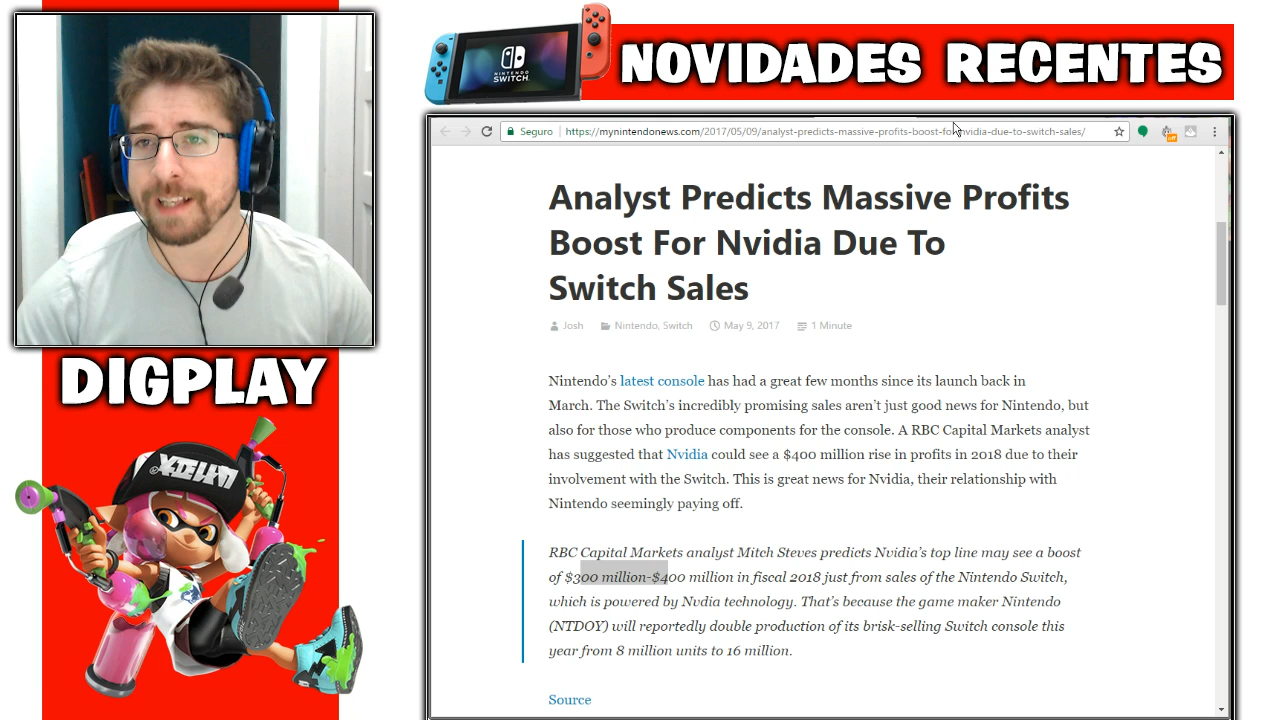 NOVIDADES RECENTES
NINTENDO
SWITCH
Seguro
https://mynintendonews.com/2017/05/09/analyst-predicts-massive-profits-boost-for-nvidia-due-to-switch-sales/
Analyst Predicts Massive Profits
Boost For Nvidia Due To
Switch Sales
Josh Nintendo, Switch May 9, 2017 1 Minute
Nintendo's latest console has had a great few months since its launch back in
March. The Switch's incredibly promising sales aren't just good news for Nintendo, but
also for those who produce components for the console. A RBC Capital Markets analyst
has suggested that Nvidia could see a $400 million rise in profits in 2018 due to their
involvement with the Switch. This is great news for Nvidia, their relationship with
Nintendo seemingly paying off.
RBC Capital Markets analyst Mitch Steves predicts Nvidia's top line may see a boost
of $300 million-$400 million in fiscal 2018 just from sales of the Nintendo Switch,
which is powered by Nvdia technology. That's because the game maker Nintendo
(NTDOY) will reportedly double production of its brisk-selling Switch console this
year from 8 million units to 16 million.
Source
DIGPLAY